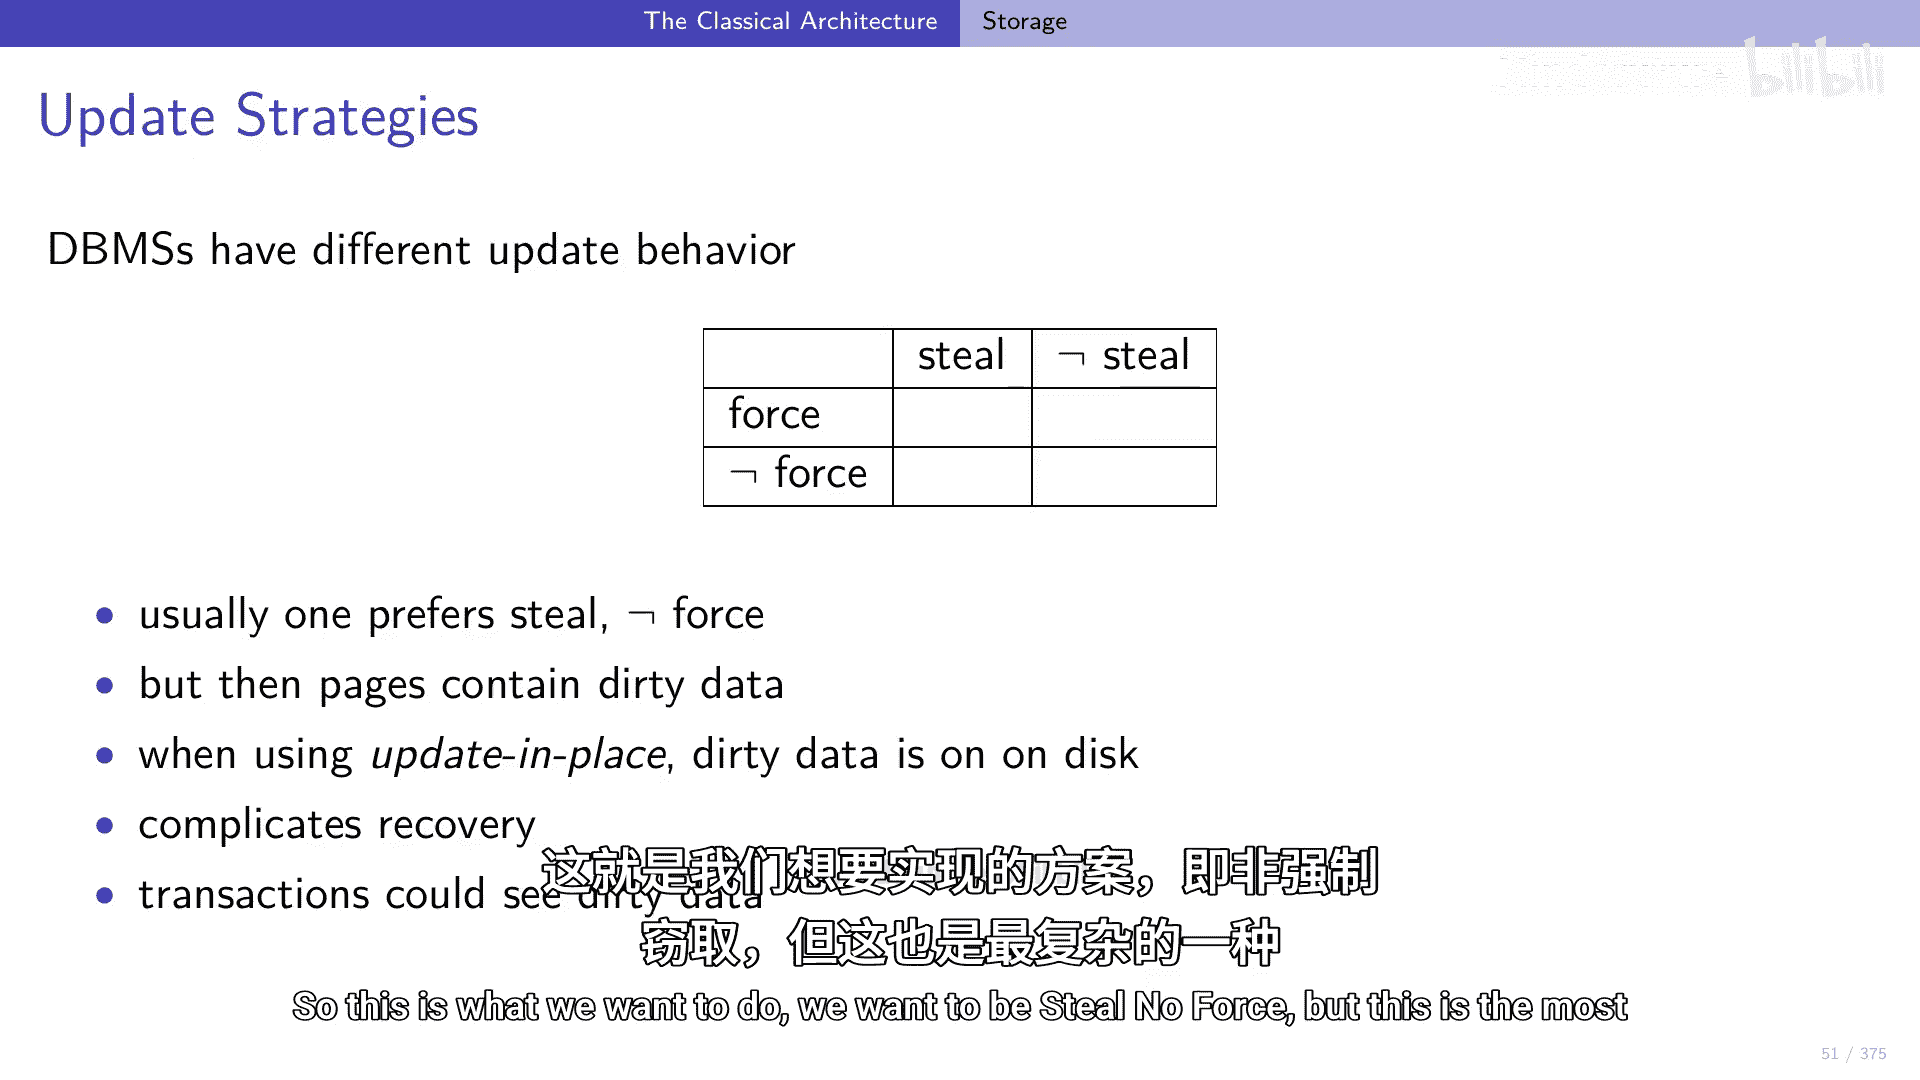 The Classical Architecture Storage
bilibili
Update Strategies
DBMSs have different update behavior
steal ¬ steal
force
¬ force
• usually one prefers steal, ¬ force
• but then pages contain dirty data
• when using update-in-place, dirty data is on on disk
• complicates recovery
• transactions could see dirty data
这就是我们想要实现的方案，即非强制
窃取，但这也是最复杂的一种
So this is what we want to do, we want to be Steal No Force, but this is the most
51 / 375